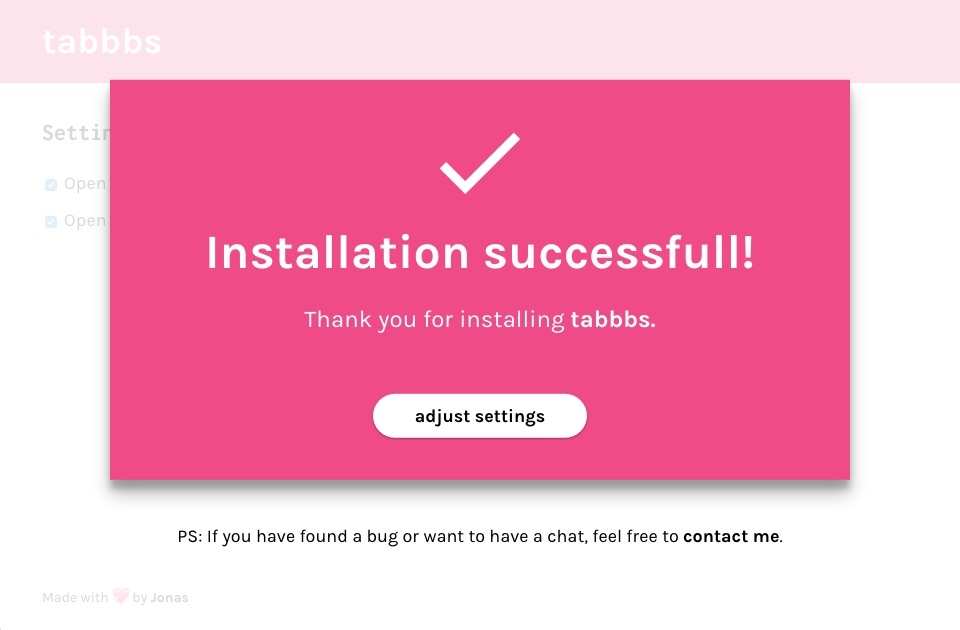 tabbbs
Settin
Open
Open
Installation successfull!
Thank you for installing tabbbs.
adjust settings
PS: If you have found a bug or want to have a chat, feel free to contact me.
Made with 💗 by Jonas